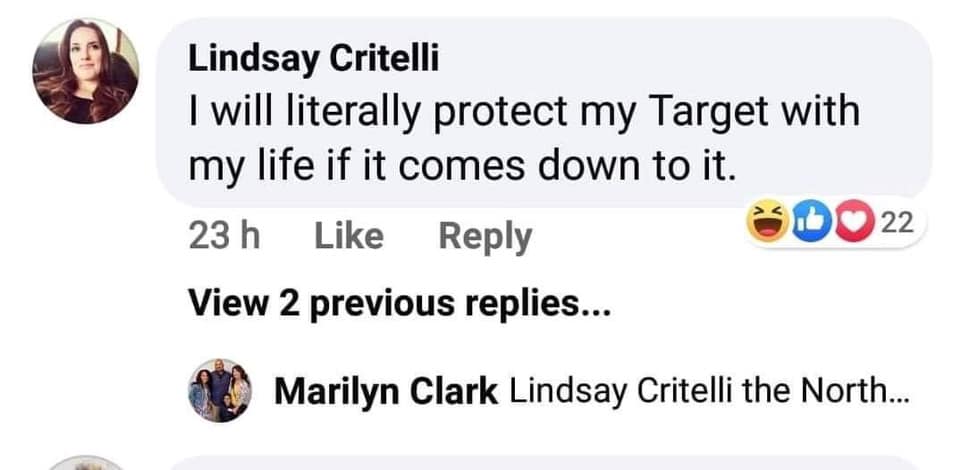 Lindsay Critelli
I will literally protect my Target with
my life if it comes down to it.
23 h Like Reply 22
View 2 previous replies...
Marilyn Clark Lindsay Critelli the North...